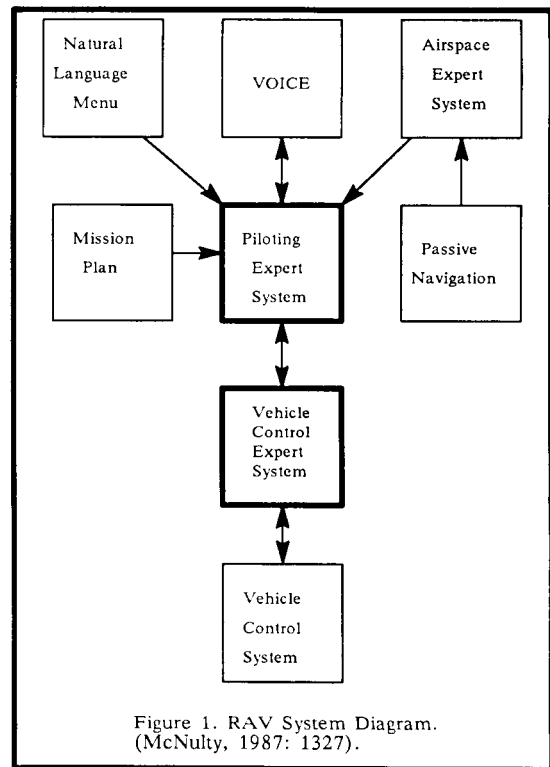 Natural
Language
Menu
VOICE
Airspace
Expert
System
Mission
Plan
Piloting
Expert
System
Passive
Navigation
Vehicle
Control
Expert
System
Vehicle
Control
System
Figure 1. RAV System Diagram.
(McNulty, 1987: 1327).